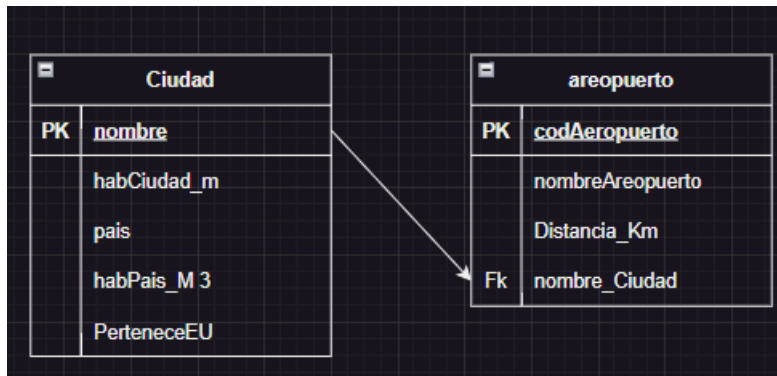 Ciudad
PK nombre
habCiudad_m
pais
habPais_M 3
PerteneceEU
areopuerto
PK codAeropuerto
nombreAreopuerto
Distancia_Km
Fk nombre_Ciudad